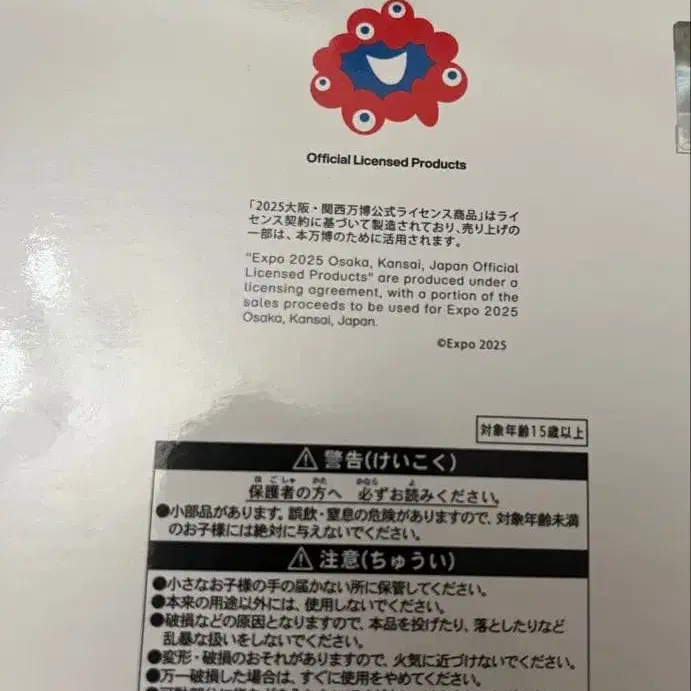 Official Licensed Products
「2025大阪・関西万博公式ライセンス商品」はライ
センス契約に基づいて製造されており、売り上げの
一部は、本万博のために活用されます。
"Expo 2025 Osaka, Kansai, Japan Official
Licensed Products" are produced under a
licensing agreement, with a portion of the
sales proceeds to be used for Expo 2025
Osaka, Kansai, Japan.
©Expo 2025
対象年齢15歳以上
⚠警告(けいこく)
ほごしゃ かた かなら よ
保護者の方へ 必ずお読みください。
●小部品があります。誤飲・窒息の危険がありますので、対象年齢未満
のお子様には絶対に与えないでください。
⚠注意(ちゅうい)
●小さなお子様の手の届かない所に保管してください。
●本来の用途以外には、使用しないでください。
●破損などの原因となりますので、本品を投げたり、落としたりなど
乱暴な扱いをしないでください。
●変形・破損のおそれがありますので、火気に近づけないでください。
●万一破損した場合は、すぐに使用をやめてください。